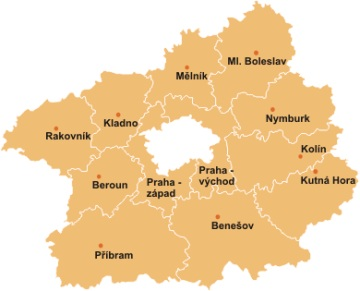 Ml. Boleslav
Mělník
Nymburk
Kladno
Rakovník
Kolín
Praha -
východ
Kutná Hora
Praha -
západ
Beroun
Benešov
Příbram